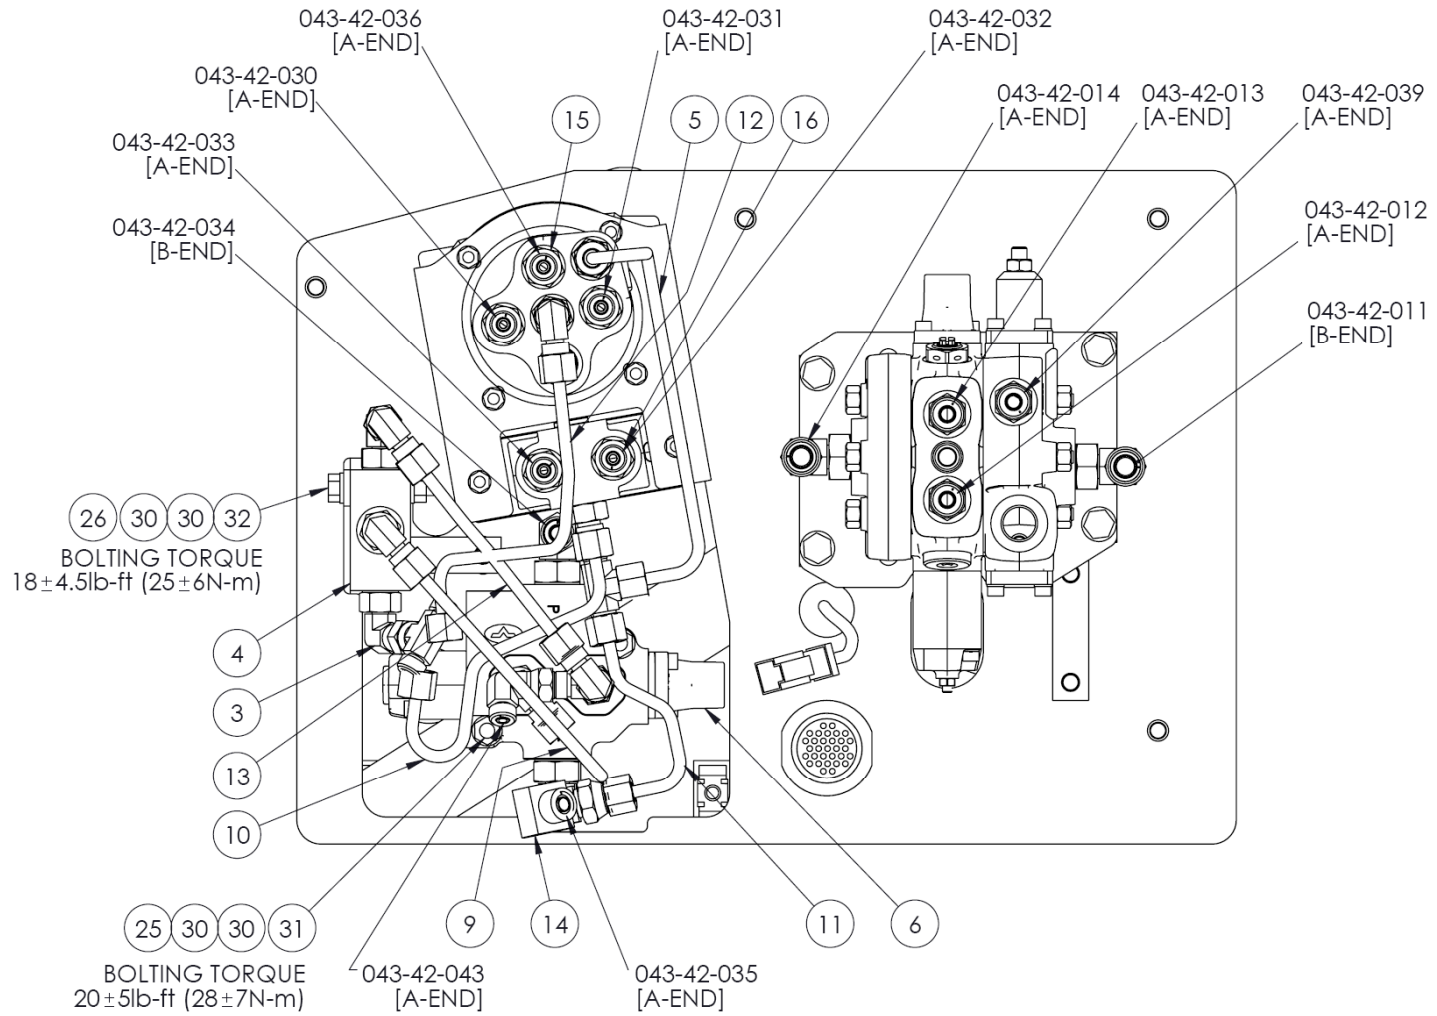 043-42-036
[A-END]
043-42-031
[A-END]
043-42-032
[A-END]
043-42-030
[A-END]
043-42-014
[A-END]
043-42-013
[A-END]
043-42-039
[A-END]
15
5
12
16
043-42-033
[A-END]
043-42-034
[B-END]
043-42-012
[A-END]
043-42-011
[B-END]
26 30 30 32
BOLTING TORQUE
18±4.5lb-ft (25±6N-m)
P
4
3
13
10
25 30 30 31
BOLTING TORQUE
20±5lb-ft (28±7N-m)
9
14
11
6
043-42-043
[A-END]
043-42-035
[A-END]